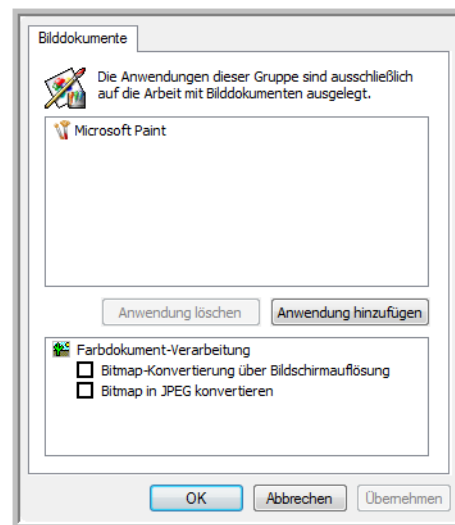 Bilddokumente
Die Anwendungen dieser Gruppe sind ausschließlich
auf die Arbeit mit Bilddokumenten ausgelegt.
Microsoft Paint
Anwendung löschen Anwendung hinzufügen
Farbdokument-Verarbeitung
Bitmap-Konvertierung über Bildschirmauflösung
Bitmap in JPEG konvertieren
OK Abbrechen Übernehmen